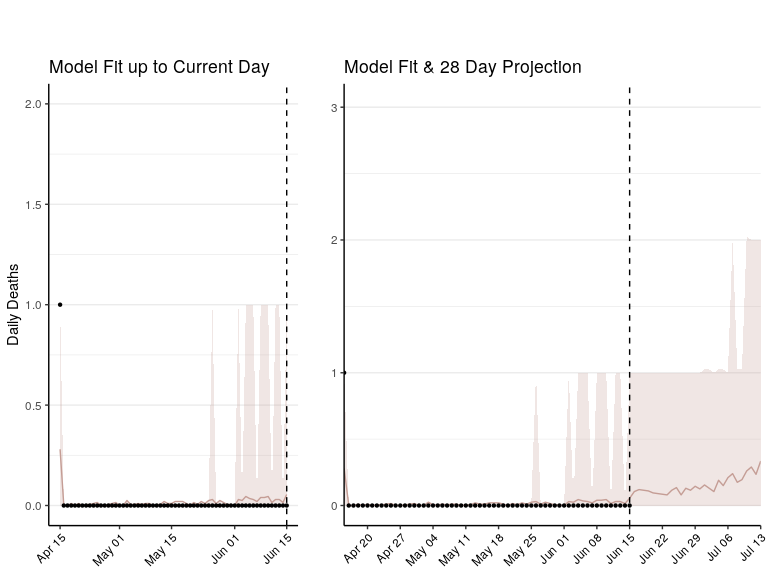 Model Fit up to Current Day
Model Fit & 28 Day Projection
Daily Deaths
2.0
1.5
1.0
0.5
0.0
Apr 15
May 01
May 15
Jun 01
Jun 15
3
2
1
0
Apr 20
Apr 27
May 04
May 11
May 18
May 25
Jun 01
Jun 08
Jun 15
Jun 22
Jun 29
Jul 06
Jul 13